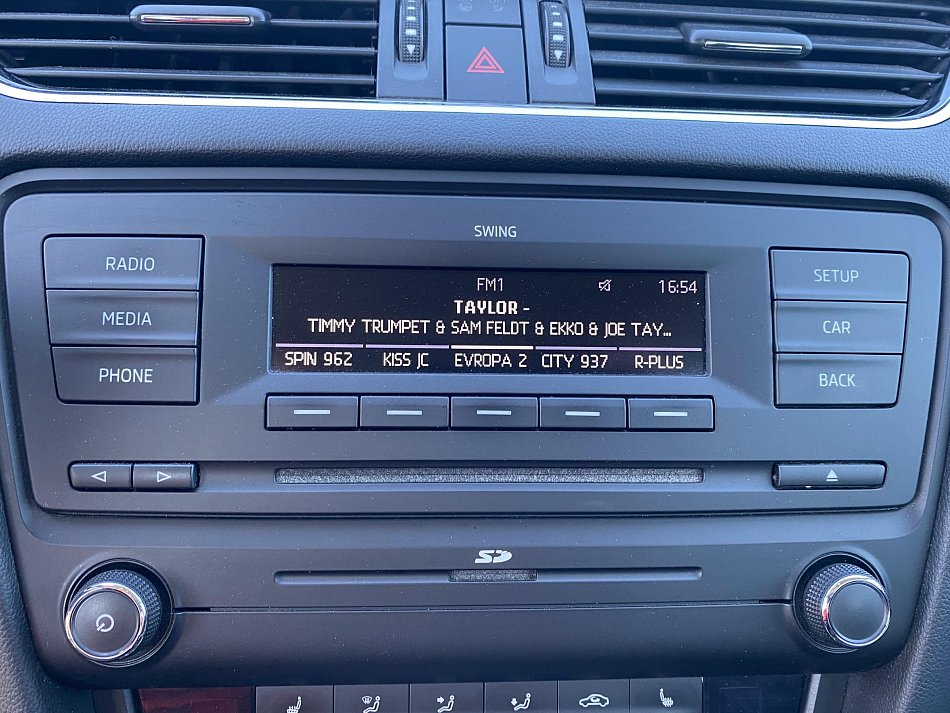 SWING
RADIO
MEDIA
PHONE
FM1 16:54
TAYLOR -
TIMMY TRUMPET & SAM FELDT & EKKO & JOE TAY...
SPIN 962 KISS JC EVROPA 2 CITY 937 R-PLUS
SETUP
CAR
BACK
SD